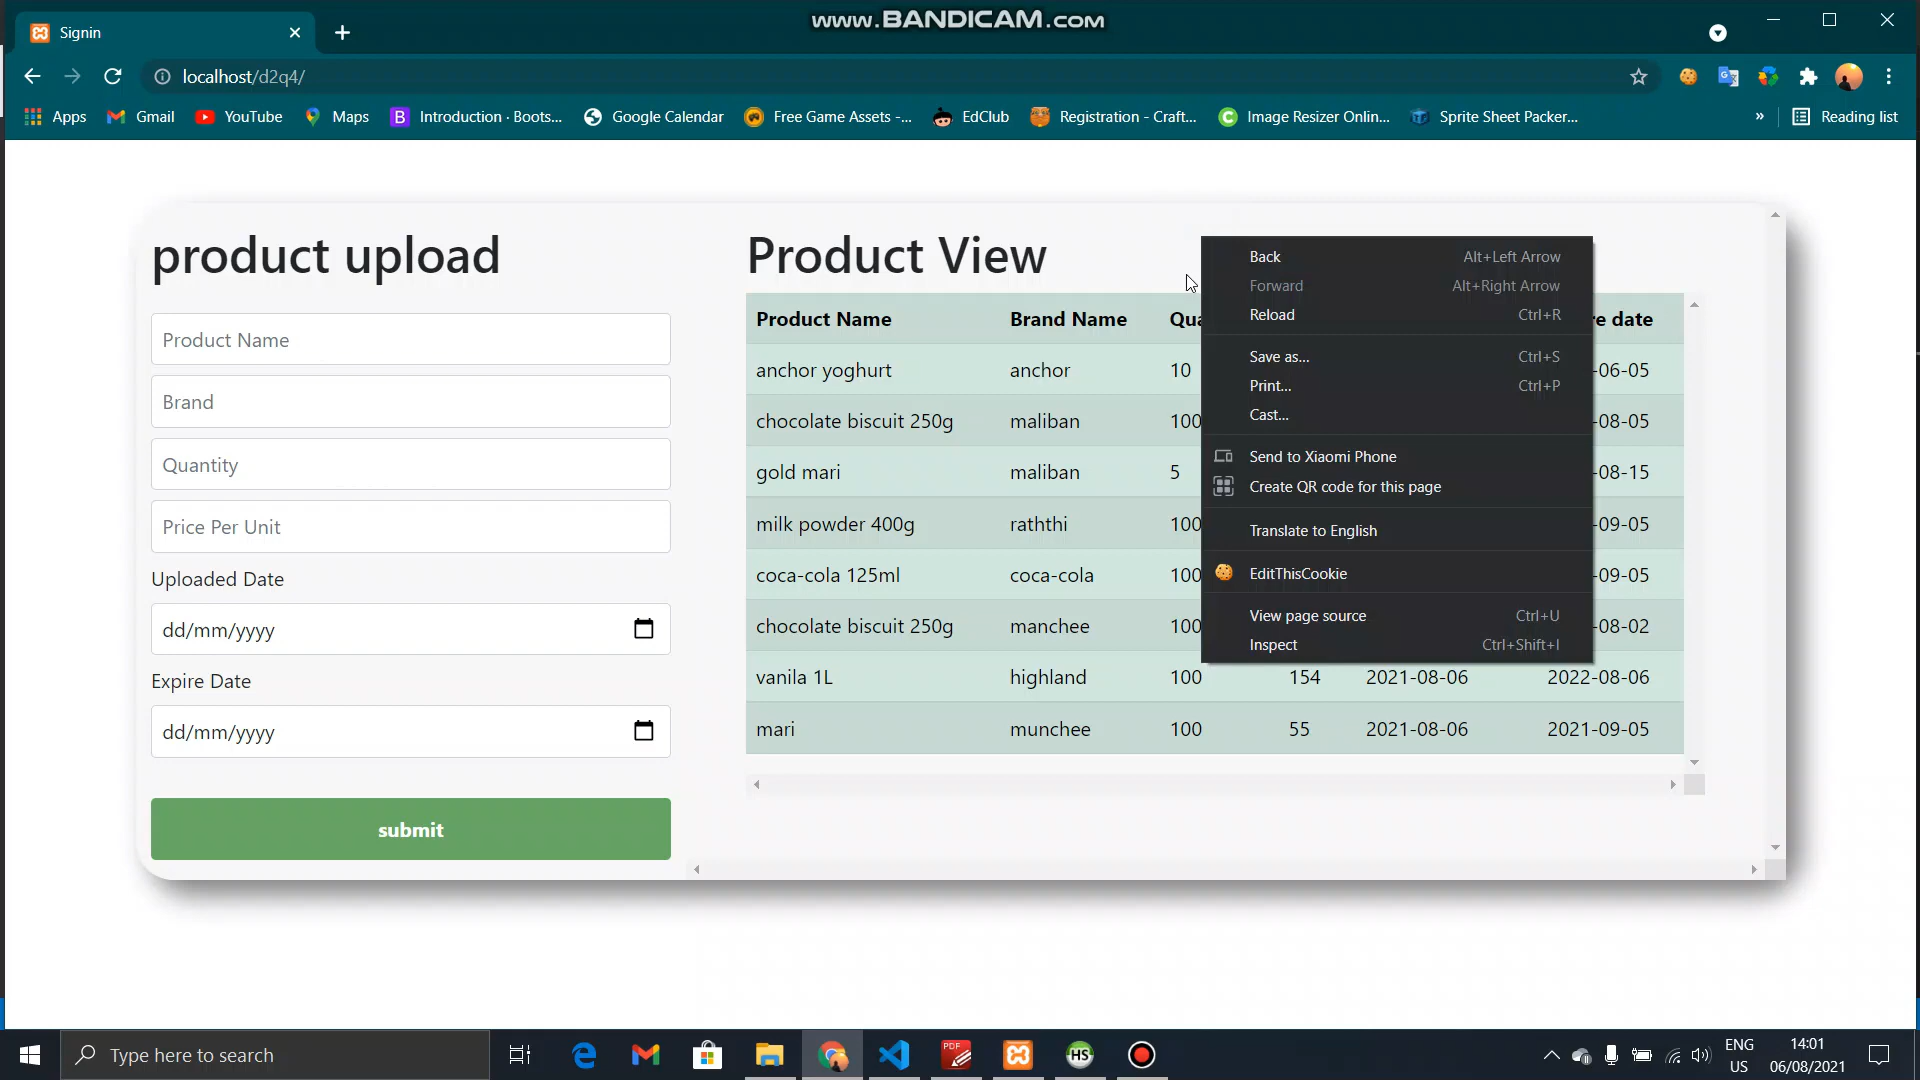 www.BANDICAM.com
Signin
localhost/d2q4/
Apps Gmail YouTube Maps Introduction · Boots... Google Calendar Free Game Assets -... EdClub Registration - Craft... Image Resizer Onlin... Sprite Sheet Packer... » Reading list
product upload
Product Name
Brand
Quantity
Price Per Unit
Uploaded Date
dd/mm/yyyy
Expire Date
dd/mm/yyyy
submit
Product View
Product Name Brand Name Qua e date
anchor yoghurt anchor 10 -06-05
chocolate biscuit 250g maliban 100 -08-05
gold mari maliban 5 -08-15
milk powder 400g raththi 100 -09-05
coca-cola 125ml coca-cola 100 -09-05
chocolate biscuit 250g manchee 100 -08-02
vanila 1L highland 100 154 2021-08-06 2022-08-06
mari munchee 100 55 2021-08-06 2021-09-05
Back Alt+Left Arrow
Forward Alt+Right Arrow
Reload Ctrl+R
Save as... Ctrl+S
Print... Ctrl+P
Cast...
Send to Xiaomi Phone
Create QR code for this page
Translate to English
EditThisCookie
View page source Ctrl+U
Inspect Ctrl+Shift+I
Type here to search
PDF
HS
ENG
US
14:01
06/08/2021